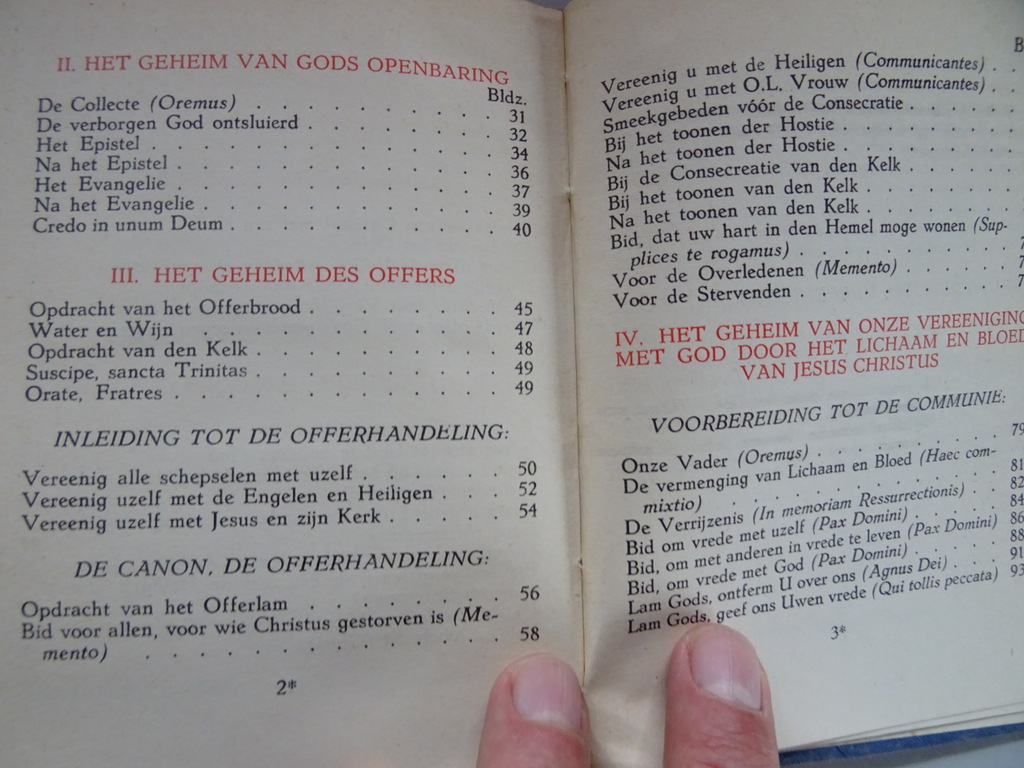 II. HET GEHEIM VAN GODS OPENBARING
Bldz.
De Collecte (Oremus) . . . . . . . . . . 31
De verborgen God ontsluierd . . . . . . . . 32
Het Epistel . . . . . . . . . . . . . 34
Na het Epistel . . . . . . . . . . . . 36
Het Evangelie . . . . . . . . . . . . 37
Na het Evangelie . . . . . . . . . . . 39
Credo in unum Deum . . . . . . . . . . 40
III. HET GEHEIM DES OFFERS
Opdracht van het Offerbrood . . . . . . . . 45
Water en Wijn . . . . . . . . . . . . 47
Opdracht van den Kelk . . . . . . . . . . 48
Suscipe, sancta Trinitas . . . . . . . . . . 49
Orate, Fratres . . . . . . . . . . . . 49
INLEIDING TOT DE OFFERHANDELING:
Vereenig alle schepselen met uzelf . . . . . . 50
Vereenig uzelf met de Engelen en Heiligen . . . . 52
Vereenig uzelf met Jesus en zijn Kerk . . . . . 54
DE CANON, DE OFFERHANDELING:
Opdracht van het Offerlam . . . . . . . . 56
Bid voor allen, voor wie Christus gestorven is (Me-
mento) . . . . . . . . . . . . . . 58
2*
Vereenig u met de Heiligen (Communicantes) . .
Vereenig u met O.L. Vrouw (Communicantes) . .
Smeekgebeden vóór de Consecratie . . . . .
Bij het toonen der Hostie . . . . . . . .
Na het toonen der Hostie . . . . . . . .
Bij de Consecreatie van den Kelk . . . . .
Bij het toonen van den Kelk . . . . . . .
Na het toonen van den Kelk . . . . . . .
Bid, dat uw hart in den Hemel moge wonen (Sup-
plices te rogamus) . . . . . . . . . .
Voor de Overledenen (Memento) . . . . . .
Voor de Stervenden . . . . . . . . . .
IV. HET GEHEIM VAN ONZE VEREENIGING
MET GOD DOOR HET LICHAAM EN BLOED
VAN JESUS CHRISTUS
VOORBEREIDING TOT DE COMMUNIE:
Onze Vader (Oremus) . . . . . . . . . 79
De vermenging van Lichaam en Bloed (Haec com-
mixtio) . . . . . . . . . . . . . 81
De Verrijzenis (In memoriam Ressurrectionis) . . 82
Bid om vrede met uzelf (Pax Domini) . . . . . 84
Bid, om met anderen in vrede te leven (Pax Domini) 86
Bid, om vrede met God (Pax Domini) . . . . . 88
Lam Gods, ontferm U over ons (Agnus Dei) . . . 91
Lam Gods, geef ons Uwen vrede (Qui tollis peccata) 93
3*